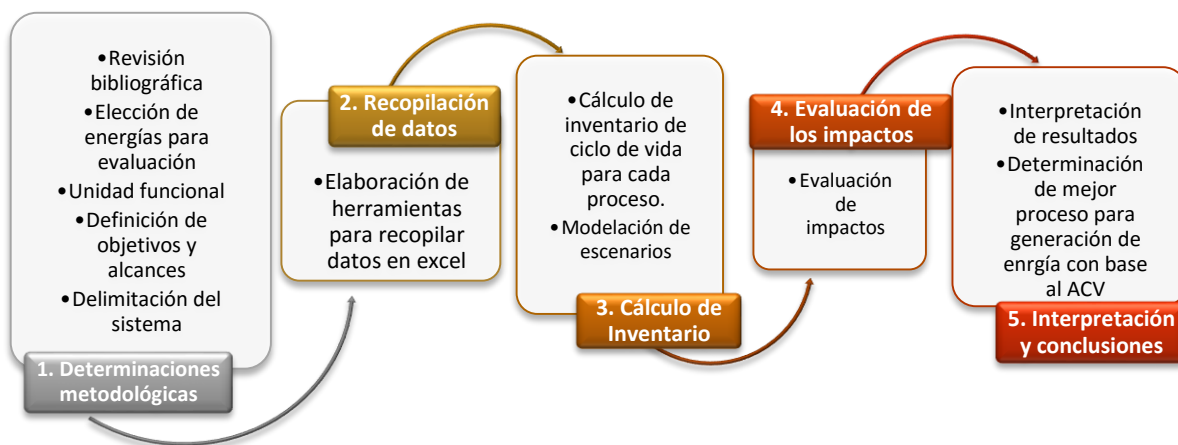 •Revisión
bibliográfica
•Elección de
energías para
evaluación
•Unidad funcional
•Definición de
objetivos y
alcances
•Delimitación del
sistema
1. Determinaciones
metodológicas
2. Recopilación
de datos
•Elaboración de
herramientas
para recopilar
datos en excel
•Cálculo de
inventario de
ciclo de vida
para cada
proceso.
•Modelación de
escenarios
3. Cálculo de
Inventario
4. Evaluación de
los impactos
•Evaluación
de
impactos
•Interpretación
de resultados
•Determinación
de mejor
proceso para
generación de
enrgía con base
al ACV
5. Interpretación
y conclusiones